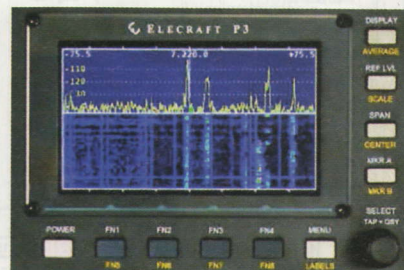 ELECRAFT P3
-75.5 7,220.0 +75.5
-110
-120
DISPLAY
AVERAGE
REF LVL
SCALE
SPAN
CENTER
MKR A
MKR B
SELECT
TAP = QSY
POWER FN1 FN2 FN3 FN4 MENU
FN5 FN6 FN7 FN8 LABELS